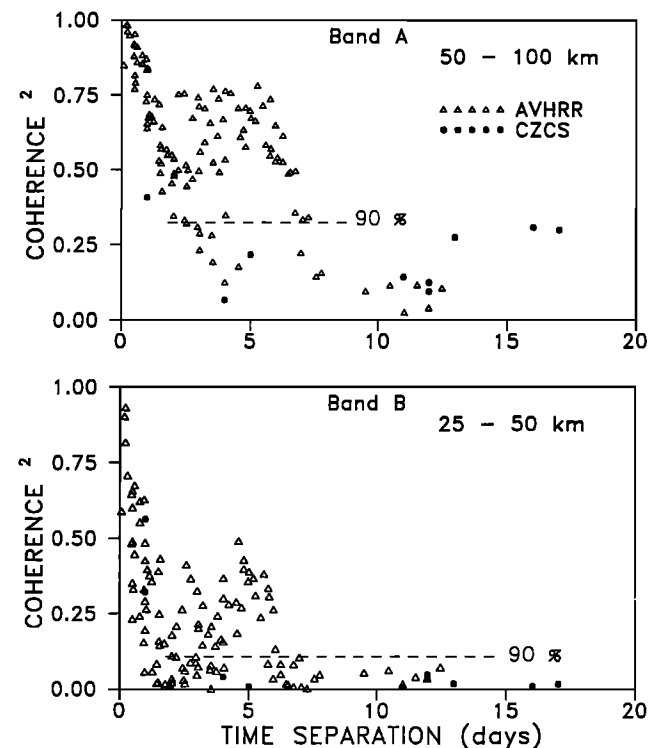 1.00
0.75
0.50
0.25
0.00
COHERENCE 2
Band A
50 - 100 km
AVHRR
CZCS
90 %
0
5
10
15
20
1.00
0.75
0.50
0.25
0.00
COHERENCE 2
Band B
25 - 50 km
90 %
0
5
10
15
20
TIME SEPARATION (days)